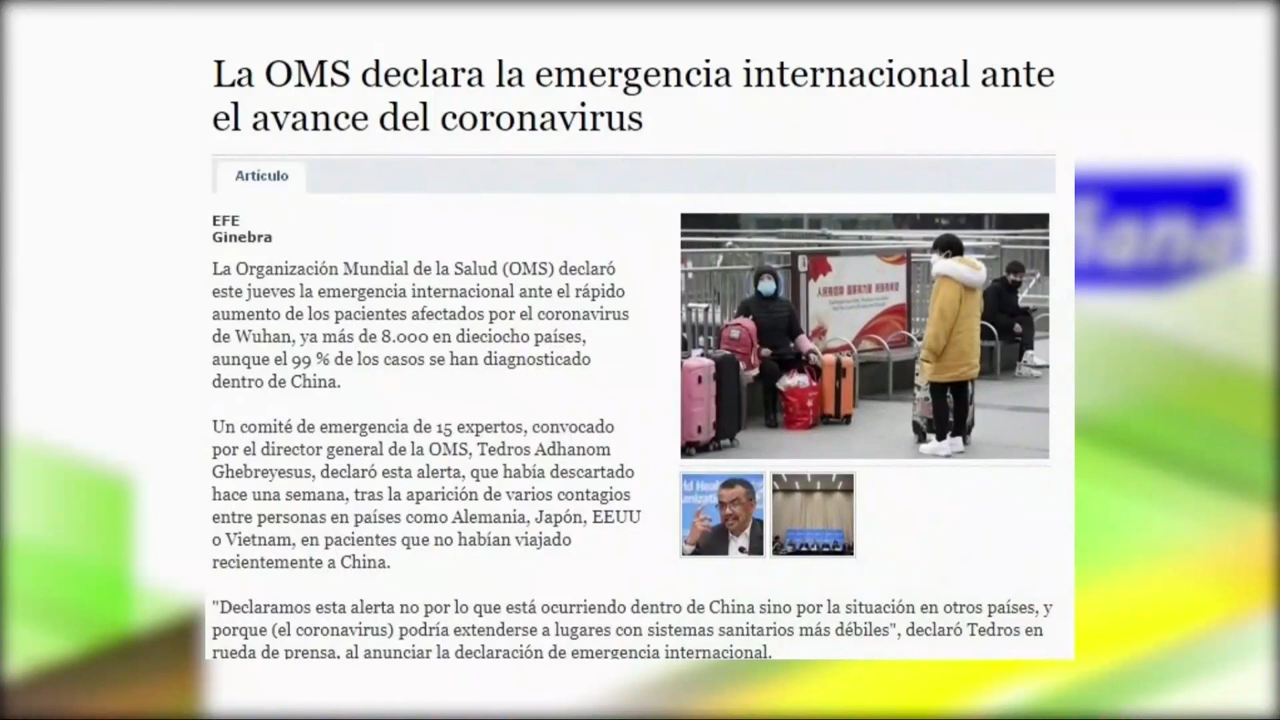 La OMS declara la emergencia internacional ante
el avance del coronavirus
Artículo
EFE
Ginebra
La Organización Mundial de la Salud (OMS) declaró
este jueves la emergencia internacional ante el rápido
aumento de los pacientes afectados por el coronavirus
de Wuhan, ya más de 8.000 en dieciocho países,
aunque el 99 % de los casos se han diagnosticado
dentro de China.
Un comité de emergencia de 15 expertos, convocado
por el director general de la OMS, Tedros Adhanom
Ghebreyesus, declaró esta alerta, que había descartado
hace una semana, tras la aparición de varios contagios
entre personas en países como Alemania, Japón, EEUU
o Vietnam, en pacientes que no habían viajado
recientemente a China.
"Declaramos esta alerta no por lo que está ocurriendo dentro de China sino por la situación en otros países, y
porque (el coronavirus) podría extenderse a lugares con sistemas sanitarios más débiles", declaró Tedros en
rueda de prensa, al anunciar la declaración de emergencia internacional.